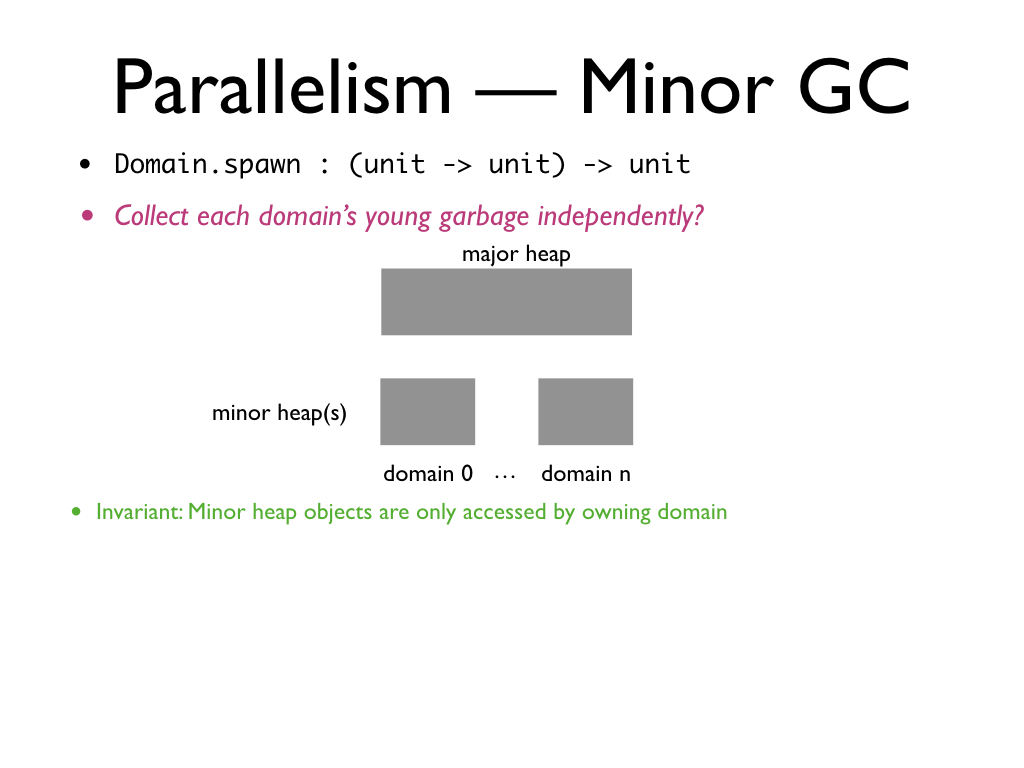 Parallelism — Minor GC
• Domain.spawn : (unit -> unit) -> unit
• Collect each domain’s young garbage independently?
major heap
minor heap(s)
domain 0 … domain n
• Invariant: Minor heap objects are only accessed by owning domain